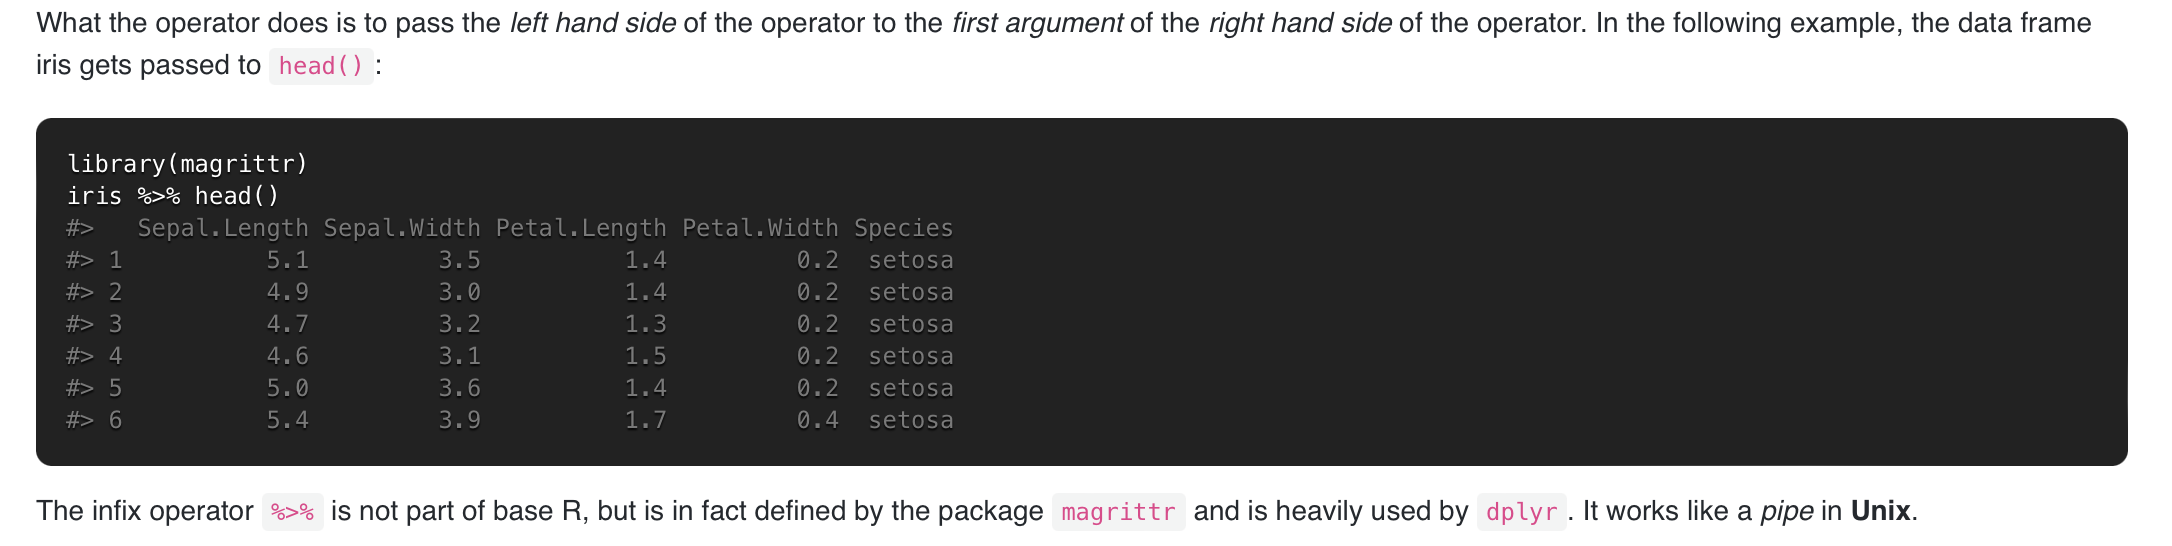 What the operator does is to pass the left hand side of the operator to the first argument of the right hand side of the operator. In the following example, the data frame
iris gets passed to head() :
library(magrittr)
iris %>% head()
#>   Sepal.Length Sepal.Width Petal.Length Petal.Width Species
#> 1          5.1         3.5          1.4         0.2  setosa
#> 2          4.9         3.0          1.4         0.2  setosa
#> 3          4.7         3.2          1.3         0.2  setosa
#> 4          4.6         3.1          1.5         0.2  setosa
#> 5          5.0         3.6          1.4         0.2  setosa
#> 6          5.4         3.9          1.7         0.4  setosa
The infix operator %>% is not part of base R, but is in fact defined by the package magrittr and is heavily used by dplyr . It works like a pipe in Unix.